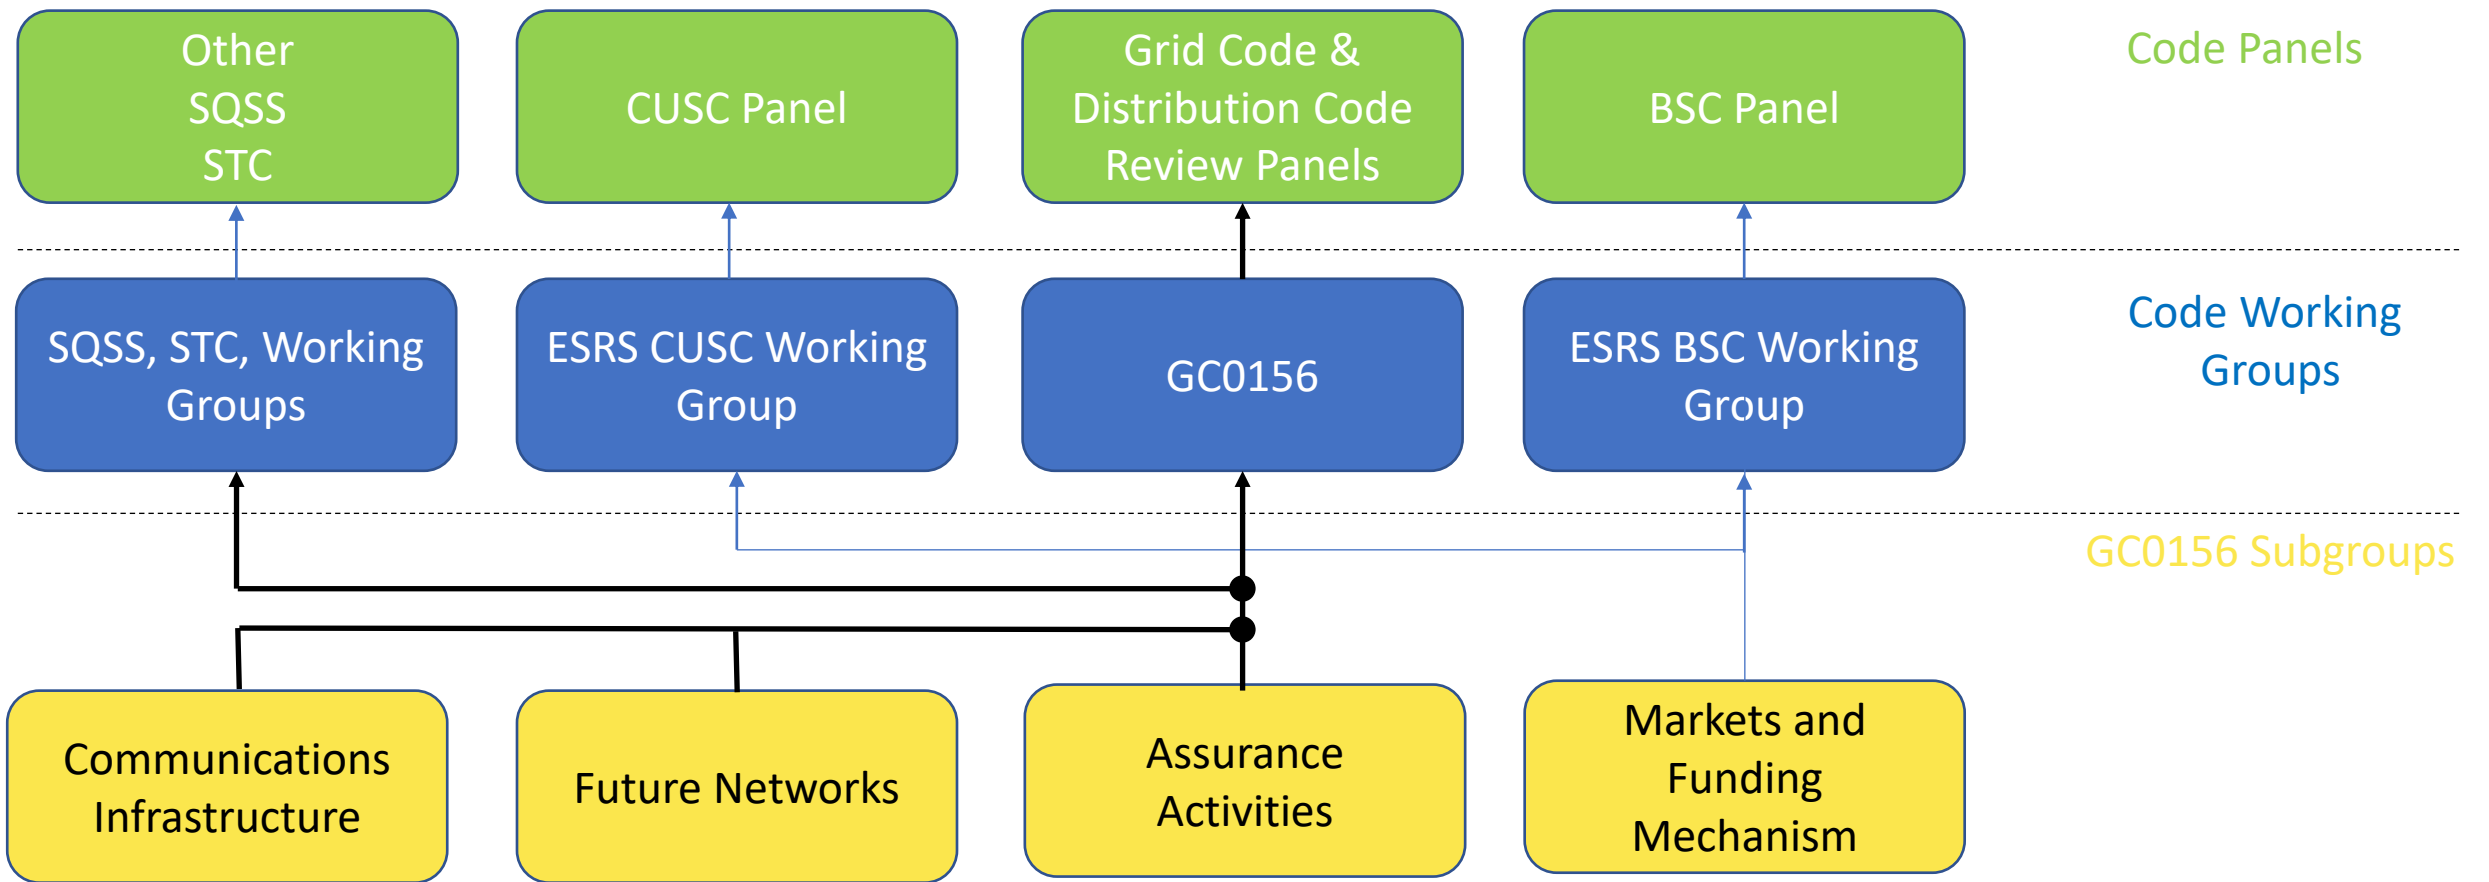 Other
SQSS
STC
CUSC Panel
Grid Code &
Distribution Code
Review Panels
BSC Panel
Code Panels
SQSS, STC, Working
Groups
ESRS CUSC Working
Group
GC0156
ESRS BSC Working
Group
Code Working
Groups
GC0156 Subgroups
Communications
Infrastructure
Future Networks
Assurance
Activities
Markets and
Funding
Mechanism